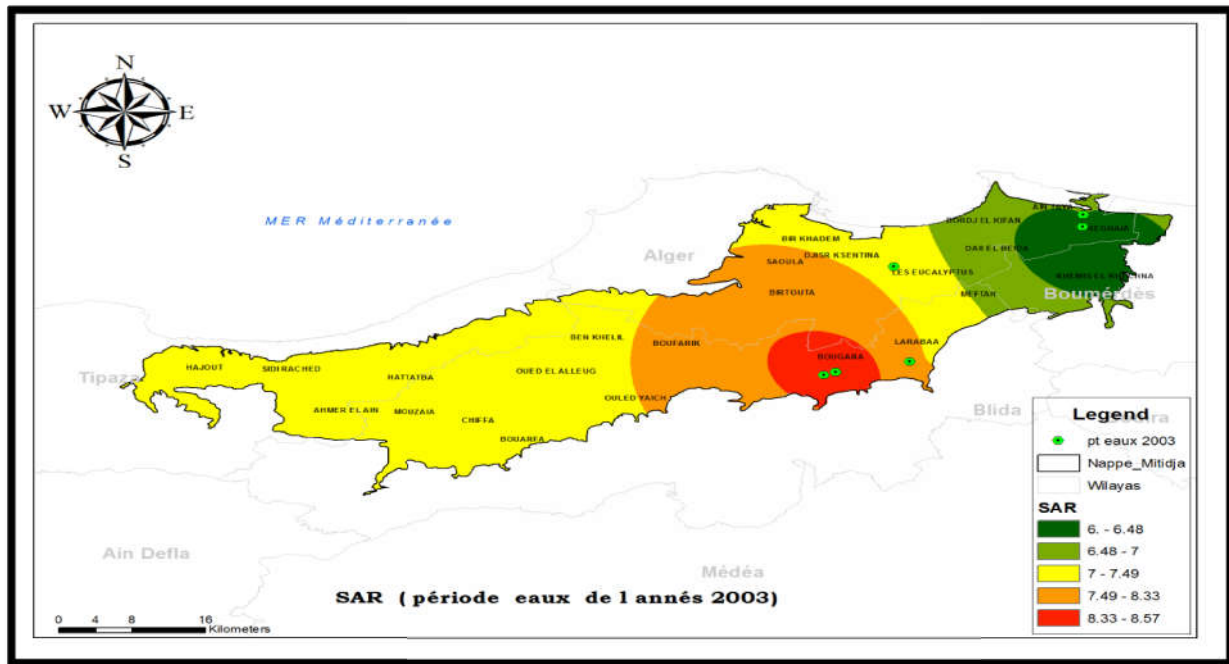 N
W E
S
MER Méditerranée
Alger
BORDJ EL KIFAN
REGHAIA
BIR KHADEM
DAR EL BEIDA
DJISR KSENTINA
SAOULA
LES EUCALYPTUS
KHEMIS EL KHECHNA
BIRTOUTA
MEFTAH
Boumérdès
BEN KHELIL
BOUFARIK
LARABAA
BOUGARA
HAJOUT
SIDI RACHED
OUED EL ALLEUG
Tipaza
HATTATBA
OULED YAICH
AHMER EL AIN
MOUZAIA
CHIFFA
Blida
BOUAREA
Legend
pt eaux 2003
Nappe_Mitidja
Wilayas
SAR
6. - 6.48
6.48 - 7
7 - 7.49
7.49 - 8.33
8.33 - 8.57
Ain Defla
Médéa
SAR ( période eaux de l annés 2003)
0 4 8 16
Kilometers